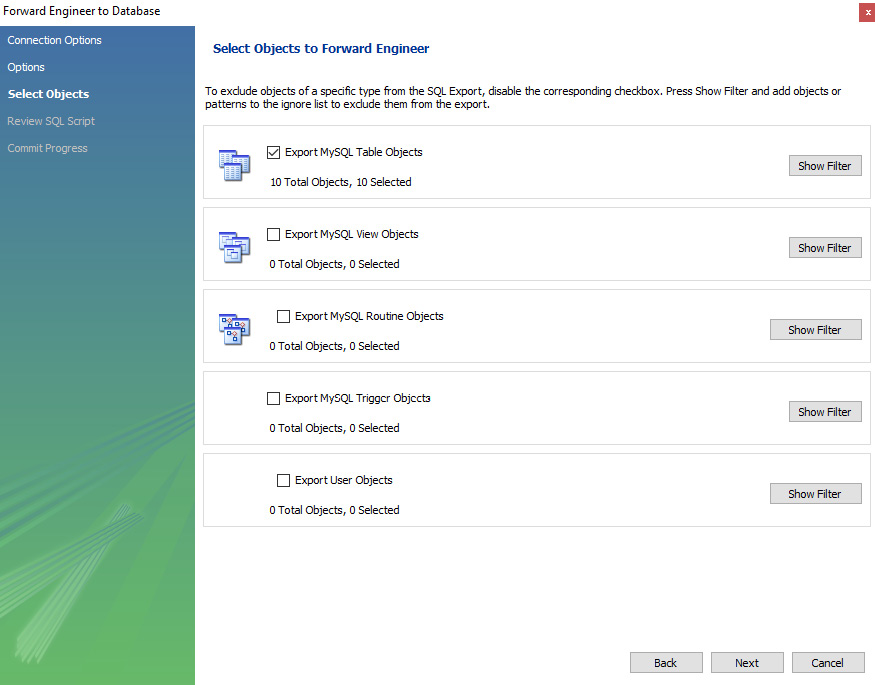 Forward Engineer to Database
x
Connection Options
Options
Select Objects
Review SQL Script
Commit Progress
Select Objects to Forward Engineer
To exclude objects of a specific type from the SQL Export, disable the corresponding checkbox. Press Show Filter and add objects or
patterns to the ignore list to exclude them from the export.
Export MySQL Table Objects
10 Total Objects, 10 Selected
Show Filter
Export MySQL View Objects
0 Total Objects, 0 Selected
Show Filter
Export MySQL Routine Objects
0 Total Objects, 0 Selected
Show Filter
Export MySQL Trigger Objects
0 Total Objects, 0 Selected
Show Filter
Export User Objects
0 Total Objects, 0 Selected
Show Filter
Back
Next
Cancel